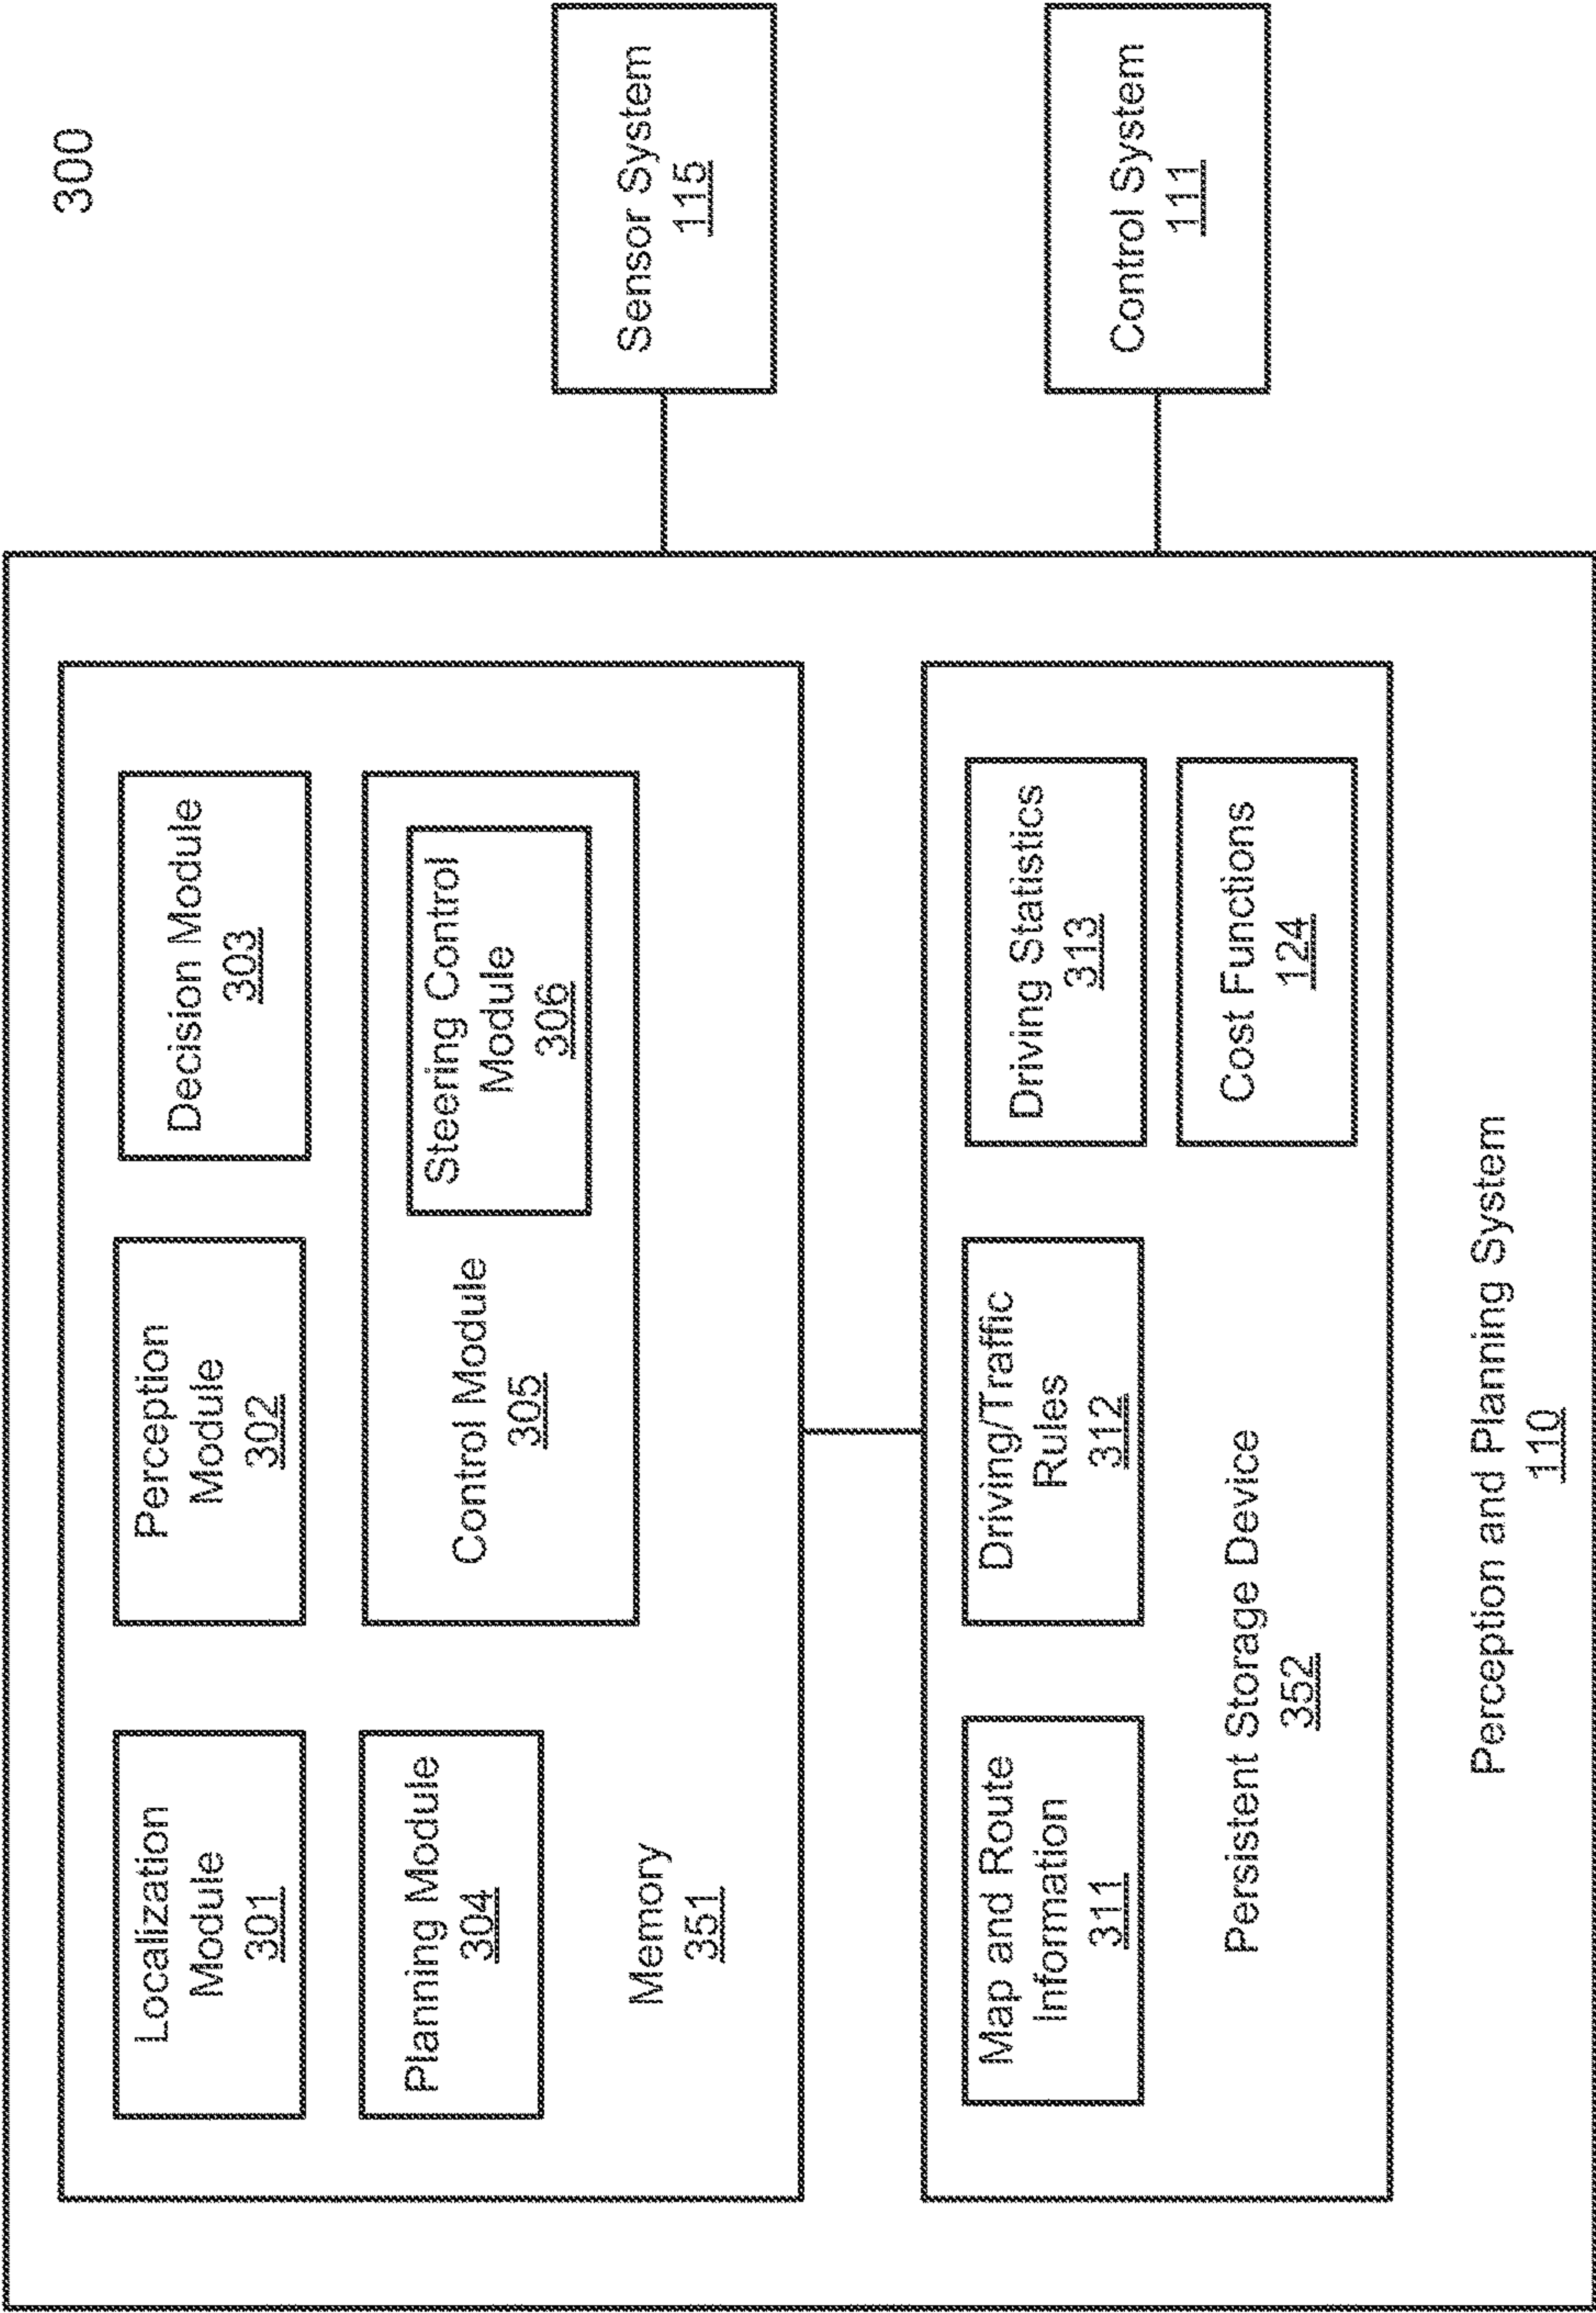 300
Localization
Module
301
Perception
Module
302
Decision Module
303
Planning Module
304
Control Module
305
Steering Control
Module
306
Memory
351
Map and Route
Information
311
Driving/Traffic
Rules
312
Driving Statistics
313
Cost Functions
124
Persistent Storage Device
352
Perception and Planning System
110
Sensor System
115
Control System
111